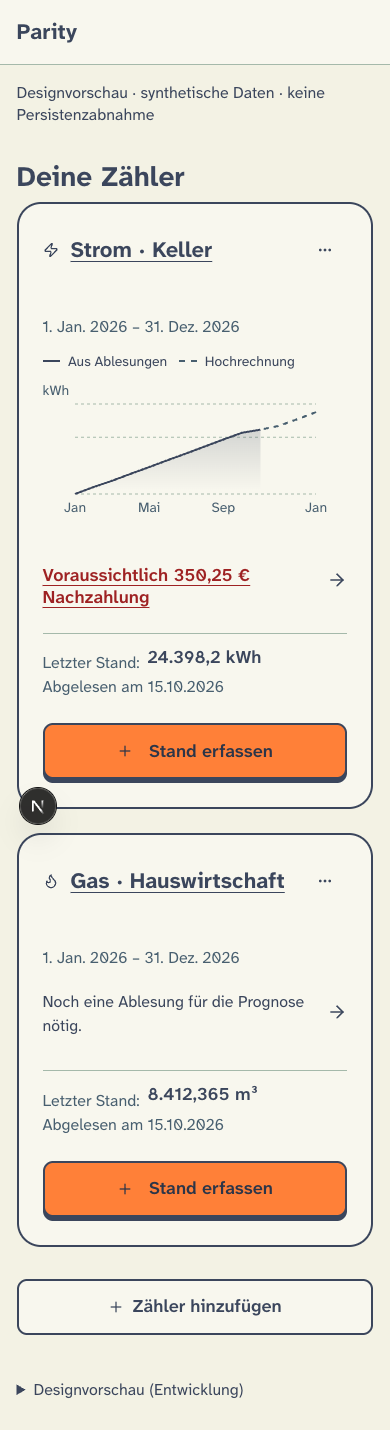 Parity
Designvorschau · synthetische Daten · keine
Persistenzabnahme
Deine Zähler
Strom · Keller
1. Jan. 2026 – 31. Dez. 2026
Aus Ablesungen
Hochrechnung
kWh
Jan Mai Sep Jan
Voraussichtlich 350,25 €
Nachzahlung
Letzter Stand: 24.398,2 kWh
Abgelesen am 15.10.2026
+ Stand erfassen
N
Gas · Hauswirtschaft
1. Jan. 2026 – 31. Dez. 2026
Noch eine Ablesung für die Prognose
nötig.
Letzter Stand: 8.412,365 m³
Abgelesen am 15.10.2026
+ Stand erfassen
+ Zähler hinzufügen
Designvorschau (Entwicklung)